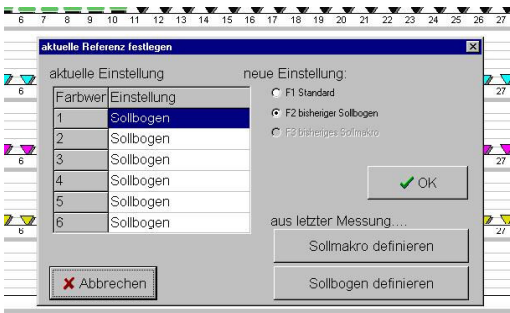 6 7 8 9 10 11 12 13 14 15 16 17 18 19 20 21 22 23 24 25 26 27
aktuelle Referenz festlegen
aktuelle Einstellung
neue Einstellung:
Farbwer Einstellung
1 Sollbogen
2 Sollbogen
3 Sollbogen
4 Sollbogen
5 Sollbogen
6 Sollbogen
F1 Standard
F2 bisheriger Sollbogen
F3 bisheriges Sollmakro
OK
aus letzter Messung....
Sollmakro definieren
Sollbogen definieren
Abbrechen
6 27
6 27
6 27